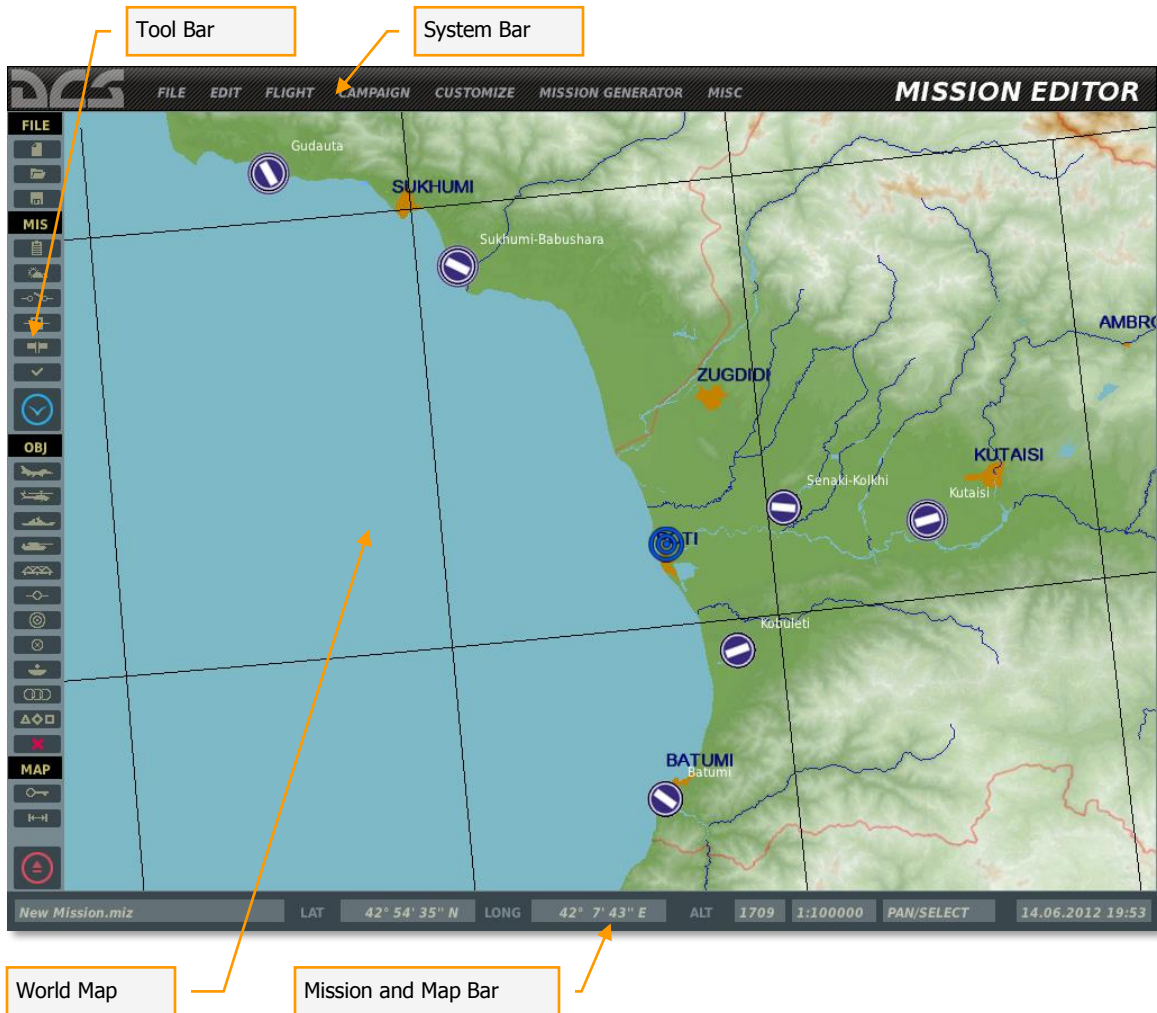 Tool Bar
System Bar
DCS
FILE EDIT FLIGHT CAMPAIGN CUSTOMIZE MISSION GENERATOR MISC
MISSION EDITOR
FILE
MIS
OBJ
MAP
Gudauta
SUKHUMI
Sukhumi-Babushara
ZUGDIDI
KUTAISI
Senaki-Kolkhi
Kutaisi
Kobuleti
BATUMI
Batumi
New Mission.miz LAT 42° 54' 35" N LONG 42° 7' 43" E ALT 1709 1:100000 PAN/SELECT 14.06.2012 19:53
World Map
Mission and Map Bar